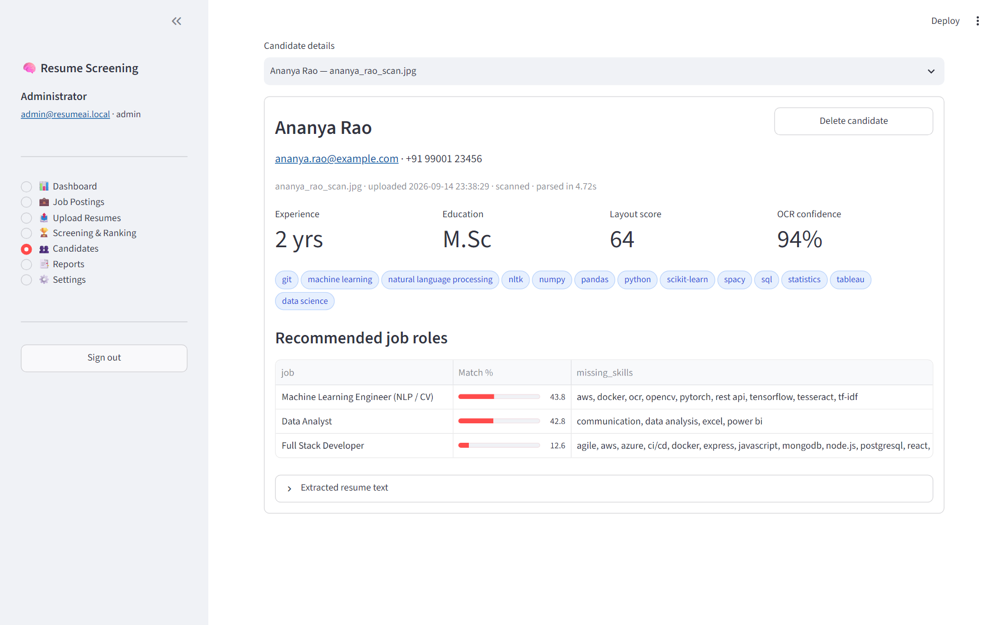 Deploy
🧠 Resume Screening
Administrator
admin@resumeai.local · admin
Dashboard
Job Postings
Upload Resumes
Screening & Ranking
Candidates
Reports
Settings
Sign out
Candidate details
Ananya Rao — ananya_rao_scan.jpg
Ananya Rao
Delete candidate
ananya.rao@example.com · +91 99001 23456
ananya_rao_scan.jpg · uploaded 2026-09-14 23:38:29 · scanned · parsed in 4.72s
Experience Education Layout score OCR confidence
2 yrs M.Sc 64 94%
git machine learning natural language processing nltk numpy pandas python scikit-learn spacy sql statistics tableau
data science
Recommended job roles
job Match % missing_skills
Machine Learning Engineer (NLP / CV) 43.8 aws, docker, ocr, opencv, pytorch, rest api, tensorflow, tesseract, tf-idf
Data Analyst 42.8 communication, data analysis, excel, power bi
Full Stack Developer 12.6 agile, aws, azure, ci/cd, docker, express, javascript, mongodb, node.js, postgresql, react,
Extracted resume text